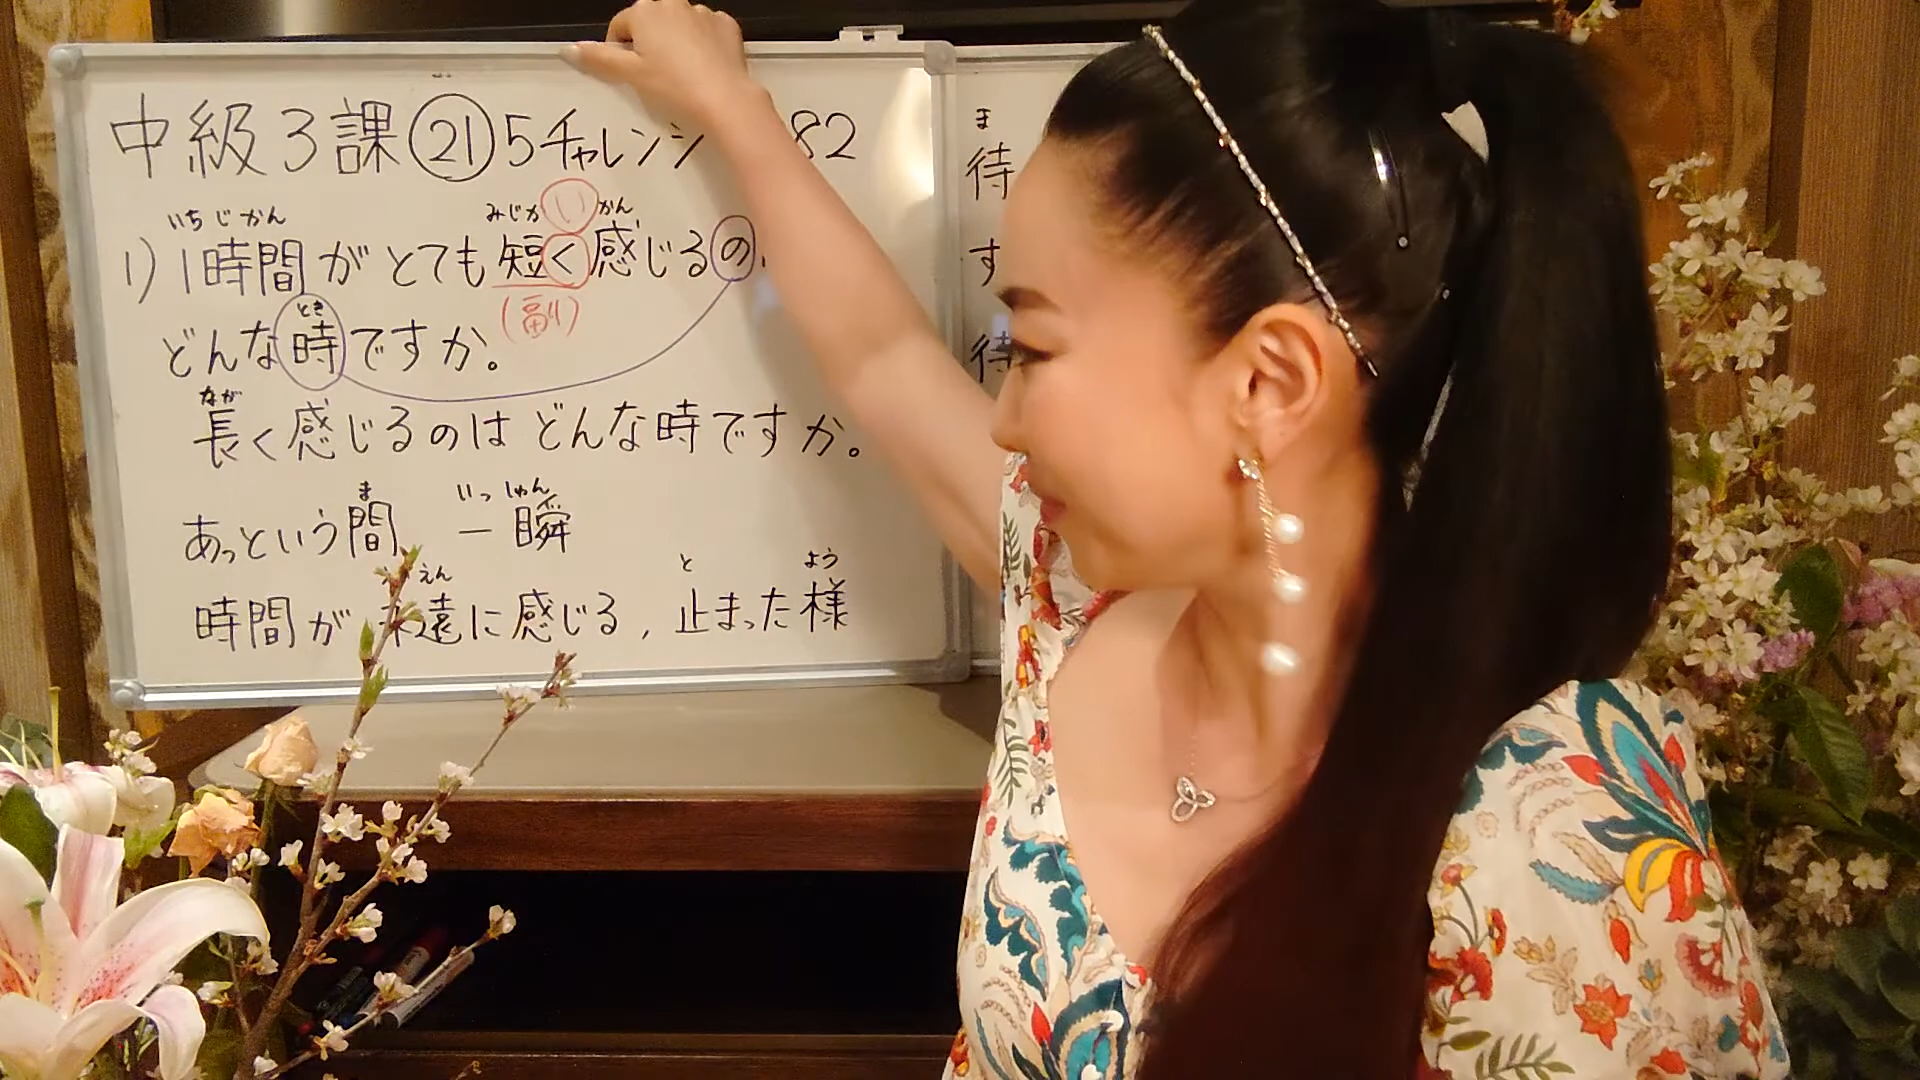 中級3課㉑5チャレンジ 82
いちじかん みじかい かん
1) 1時間がとても短く感じるの
(副)
とき
どんな時ですか。
なが
長く感じるのはどんな時ですか。
ま いっしゅん
あっという間 一瞬
えん と よう
時間が永遠に感じる, 止まった様
ま
待
す
待